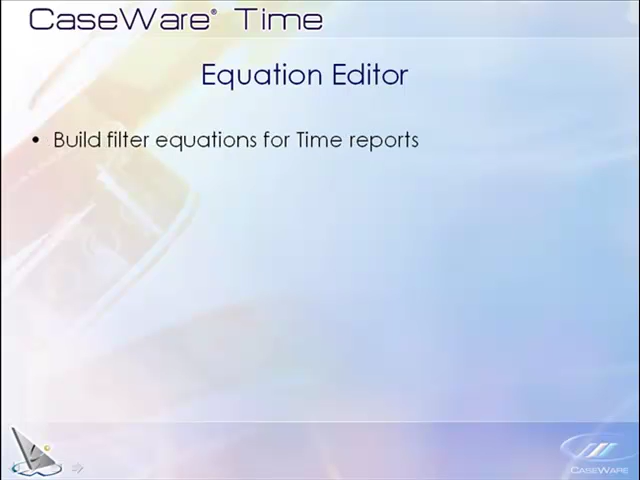 CaseWare® Time
Equation Editor
• Build filter equations for Time reports
CASEWARE